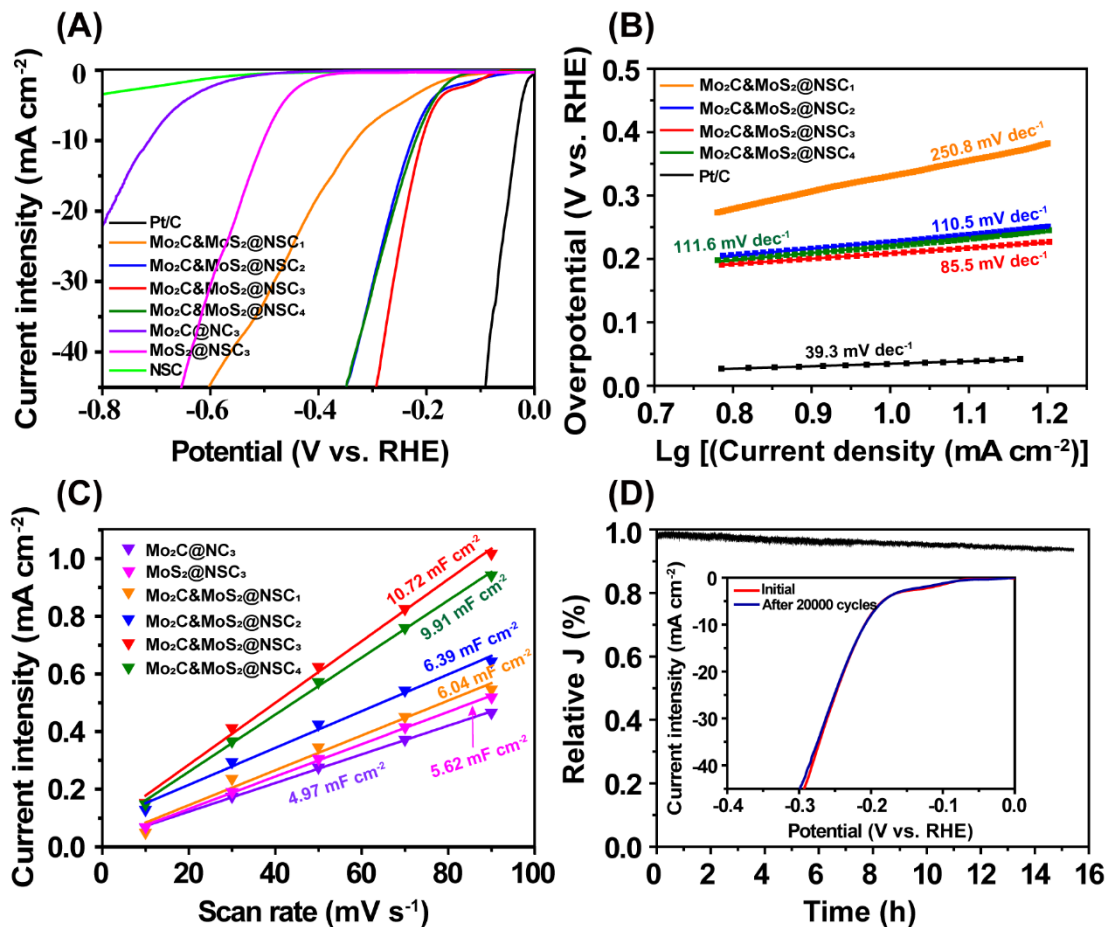 (A)
Current intensity (mA cm⁻²)
0
-10
-20
-30
-40
Pt/C
Mo₂C&MoS₂@NSC₁
Mo₂C&MoS₂@NSC₂
Mo₂C&MoS₂@NSC₃
Mo₂C&MoS₂@NSC₄
Mo₂C@NC₃
MoS₂@NSC₃
NSC
-0.8 -0.6 -0.4 -0.2 0.0
Potential (V vs. RHE)
(B)
Overpotential (V vs. RHE)
0.5
0.4
0.3
0.2
0.1
0.0
Mo₂C&MoS₂@NSC₁
Mo₂C&MoS₂@NSC₂
Mo₂C&MoS₂@NSC₃
Mo₂C&MoS₂@NSC₄
Pt/C
250.8 mV dec⁻¹
111.6 mV dec⁻¹
110.5 mV dec⁻¹
85.5 mV dec⁻¹
39.3 mV dec⁻¹
0.7 0.8 0.9 1.0 1.1 1.2
Lg [(Current density (mA cm⁻²)]
(C)
Current intensity (mA cm⁻²)
1.0
0.8
0.6
0.4
0.2
0.0
Mo₂C@NC₃
MoS₂@NSC₃
Mo₂C&MoS₂@NSC₁
Mo₂C&MoS₂@NSC₂
Mo₂C&MoS₂@NSC₃
Mo₂C&MoS₂@NSC₄
10.72 mF cm⁻²
9.91 mF cm⁻²
6.39 mF cm⁻²
6.04 mF cm⁻²
5.62 mF cm⁻²
4.97 mF cm⁻²
0 20 40 60 80 100
Scan rate (mV s⁻¹)
(D)
Relative J (%)
1.0
0.8
0.6
0.4
0.2
0.0
Current intensity (mA cm⁻²)
0
-10
-20
-30
-40
Initial
After 20000 cycles
-0.4 -0.3 -0.2 -0.1 0.0
Potential (V vs. RHE)
0 2 4 6 8 10 12 14 16
Time (h)